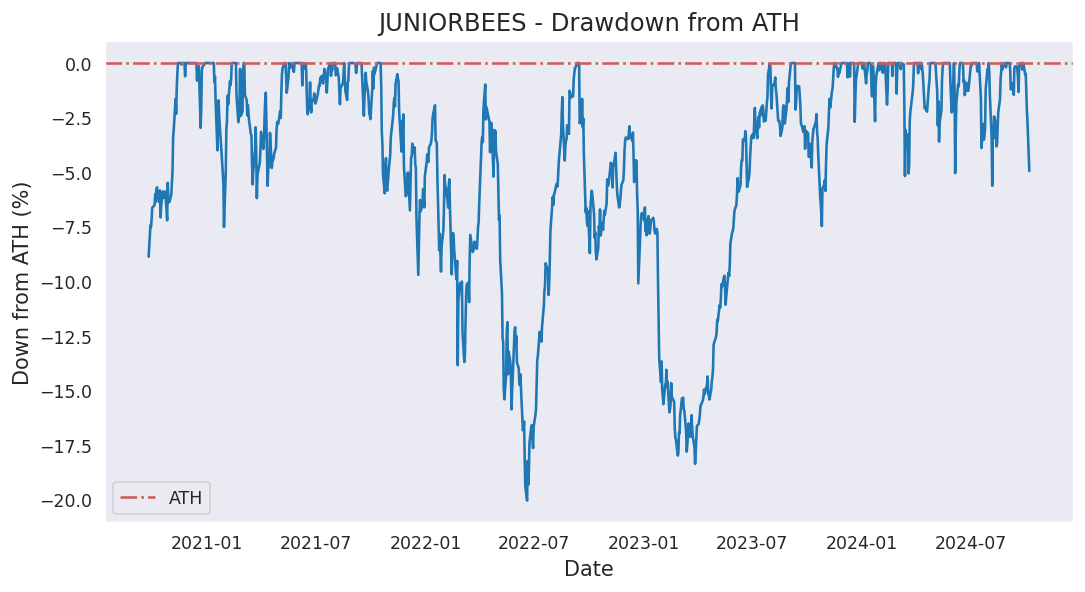 JUNIORBEES - Drawdown from ATH
Down from ATH (%)
0.0
−2.5
−5.0
−7.5
−10.0
−12.5
−15.0
−17.5
−20.0
ATH
2021-01 2021-07 2022-01 2022-07 2023-01 2023-07 2024-01 2024-07
Date